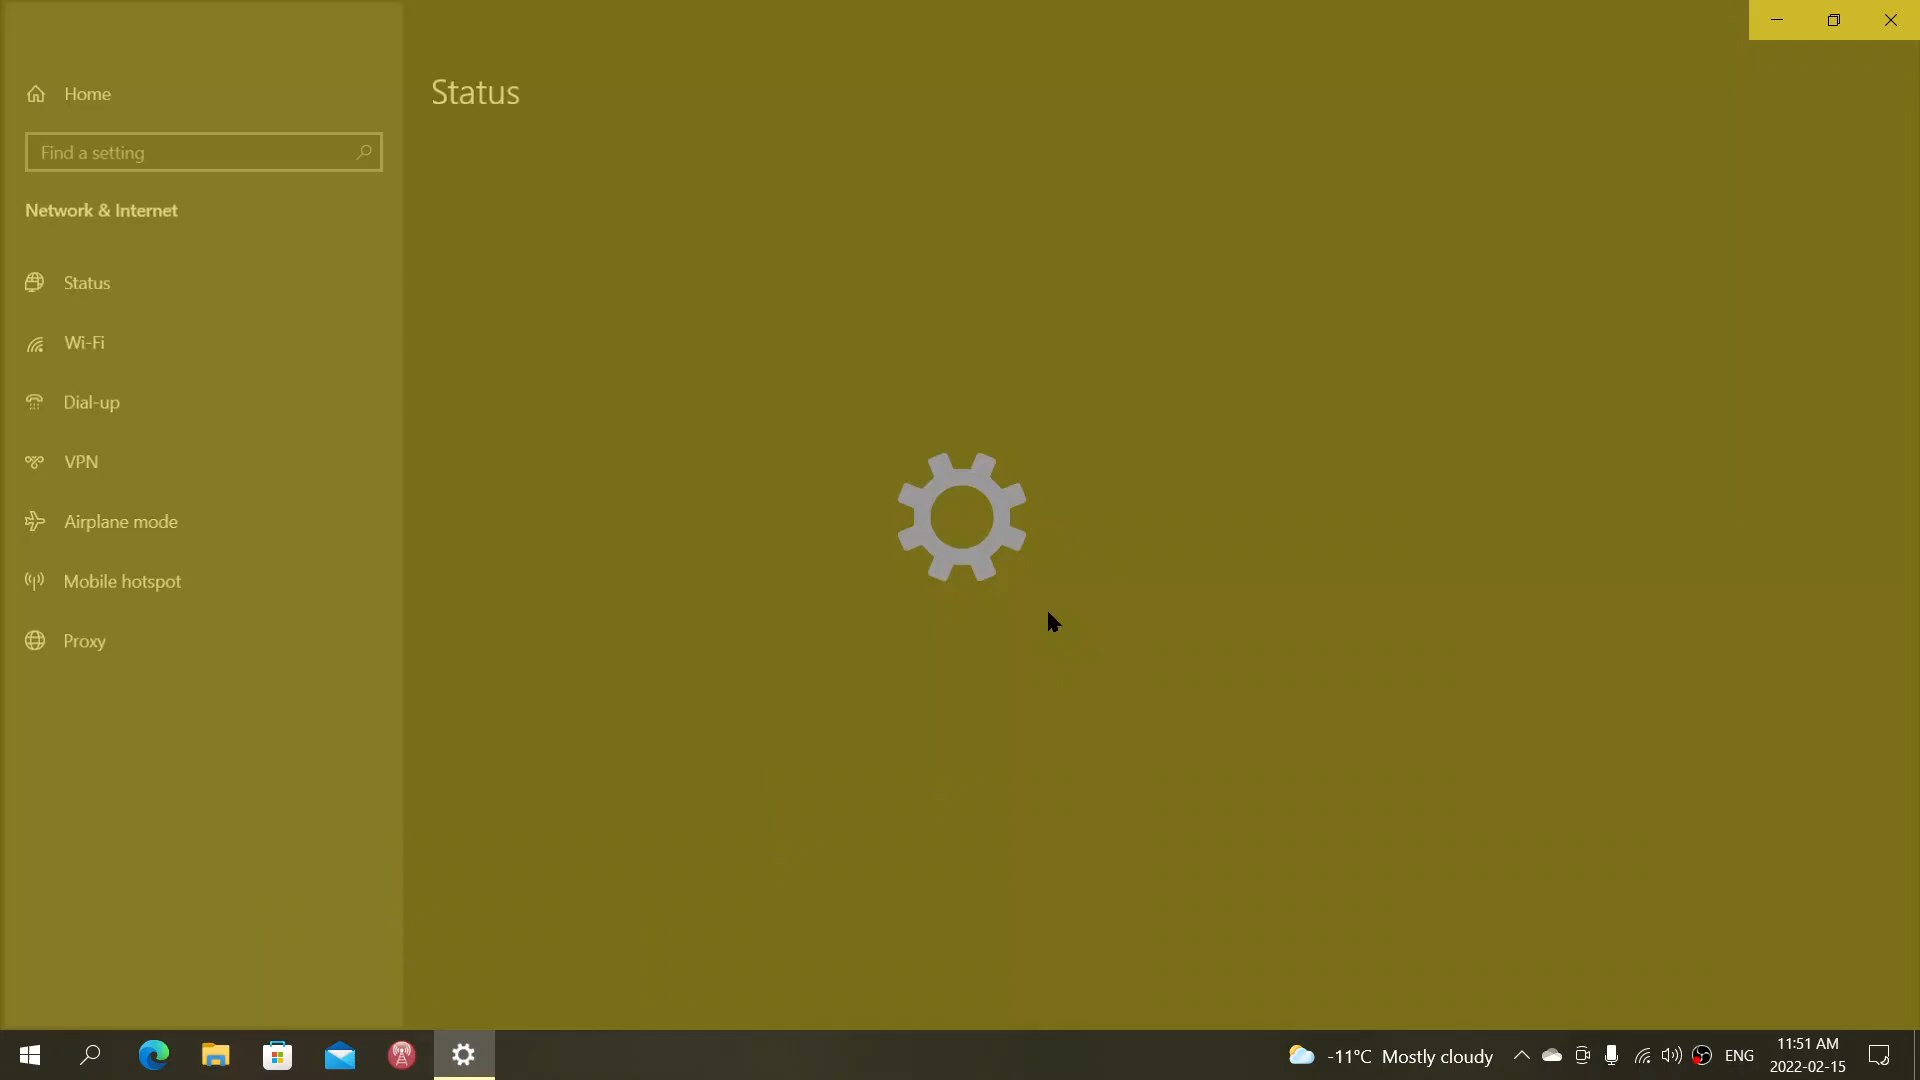 Home
Status
Find a setting
Network & Internet
Status
Wi-Fi
Dial-up
VPN
Airplane mode
Mobile hotspot
Proxy
-11°C Mostly cloudy
ENG
11:51 AM
2022-02-15